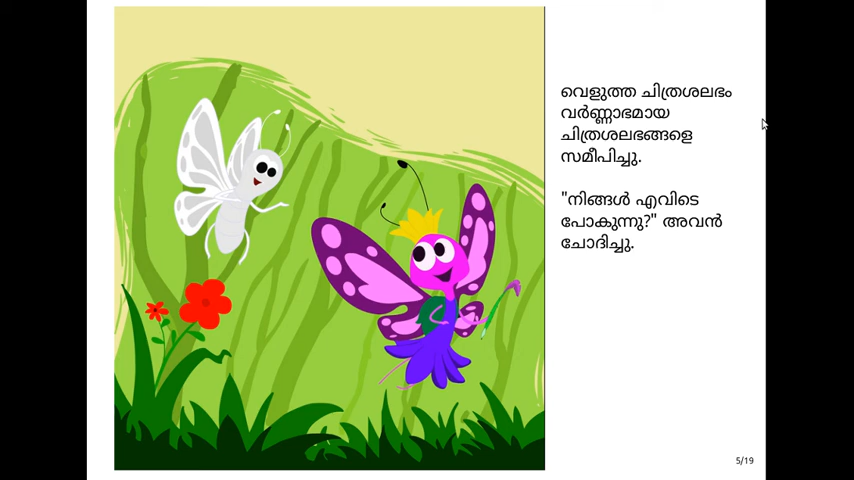 വെളുത്ത ചിത്രശലഭം
വർണ്ണാഭമായ
ചിത്രശലഭങ്ങളെ
സമീപിച്ചു.
"നിങ്ങൾ എവിടെ
പോകുന്നു?" അവൻ
ചോദിച്ചു.
5/19